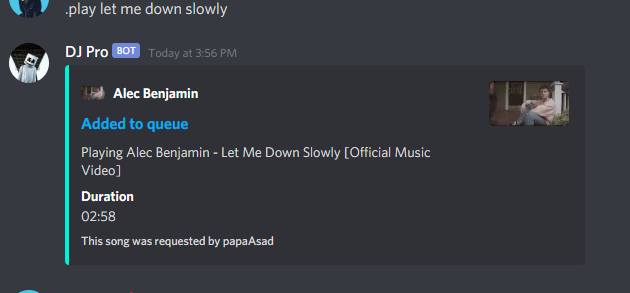 .play let me down slowly
DJ Pro BOT Today at 3:56 PM
Alec Benjamin
Added to queue
Playing Alec Benjamin - Let Me Down Slowly [Official Music
Video]
Duration
02:58
This song was requested by papaAsad